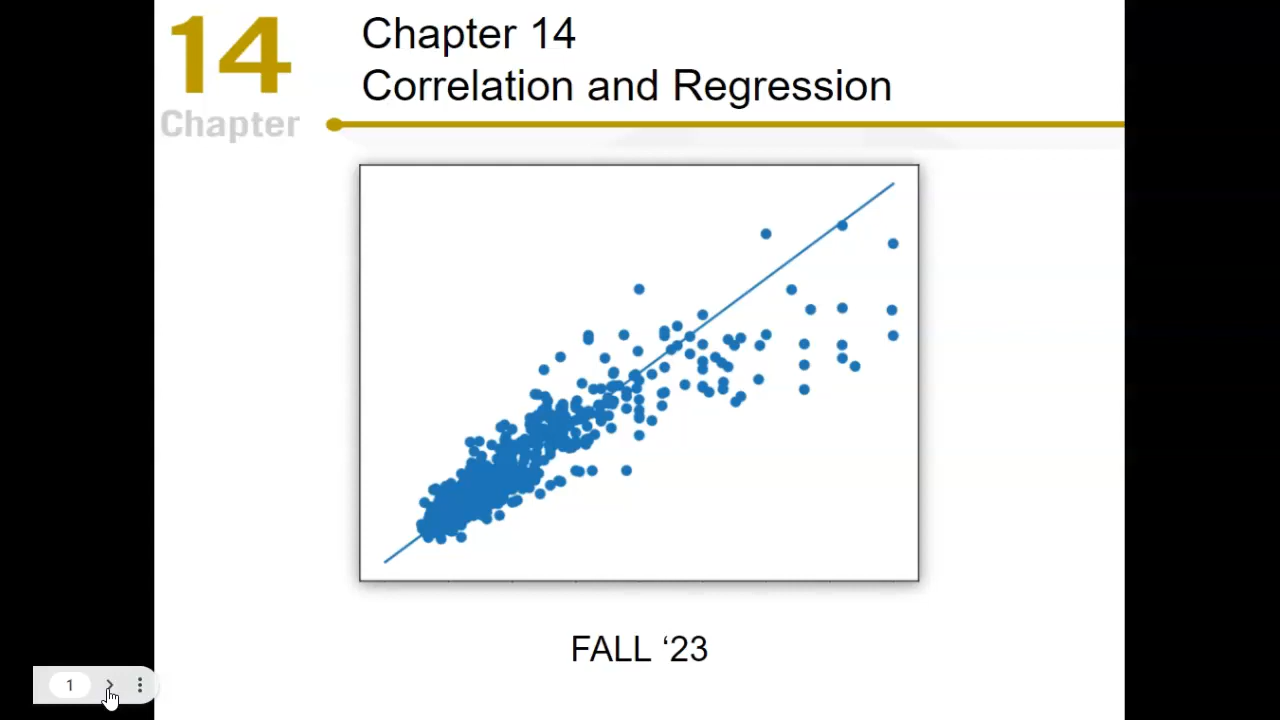 14
Chapter
Chapter 14
Correlation and Regression
FALL ‘23
1